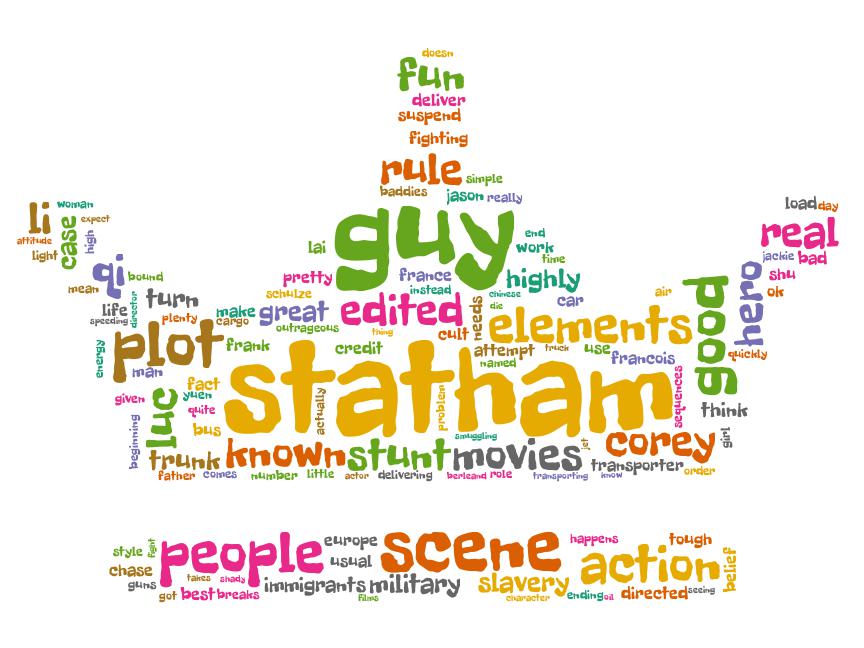 doesn
fun
deliver
suspend
fighting
rule
simple
baddies
jason really
guy
li
woman
attitude
case
expect
light
high
load day
real
jackie bad
shu
ok
hero
quickly
lai
end
work
time
pretty
france
highly
instead
schulze
chinese
die
car
air
qi
bound
mean
director
turn
life
speeding
plenty
make
cargo
great
edited
needs
outrageous
thing
cult
elements
good
plot
energy
man
frank
credit
attempt
truck
use
francois
named
statham
sequences
think
girl
given
luc
fact
yuen
quite
bus
actually
problem
beginning
trunk
known
stunt
smuggling
movies
jet
corey
transporter
order
father comes number little actor delivering berleand role transporting know
style
fight
people
europe
usual
scene
happens
tough
action
belief
chase
guns
takes shady
immigrants military
slavery
got best breaks
films
character
ending oil directed seeing